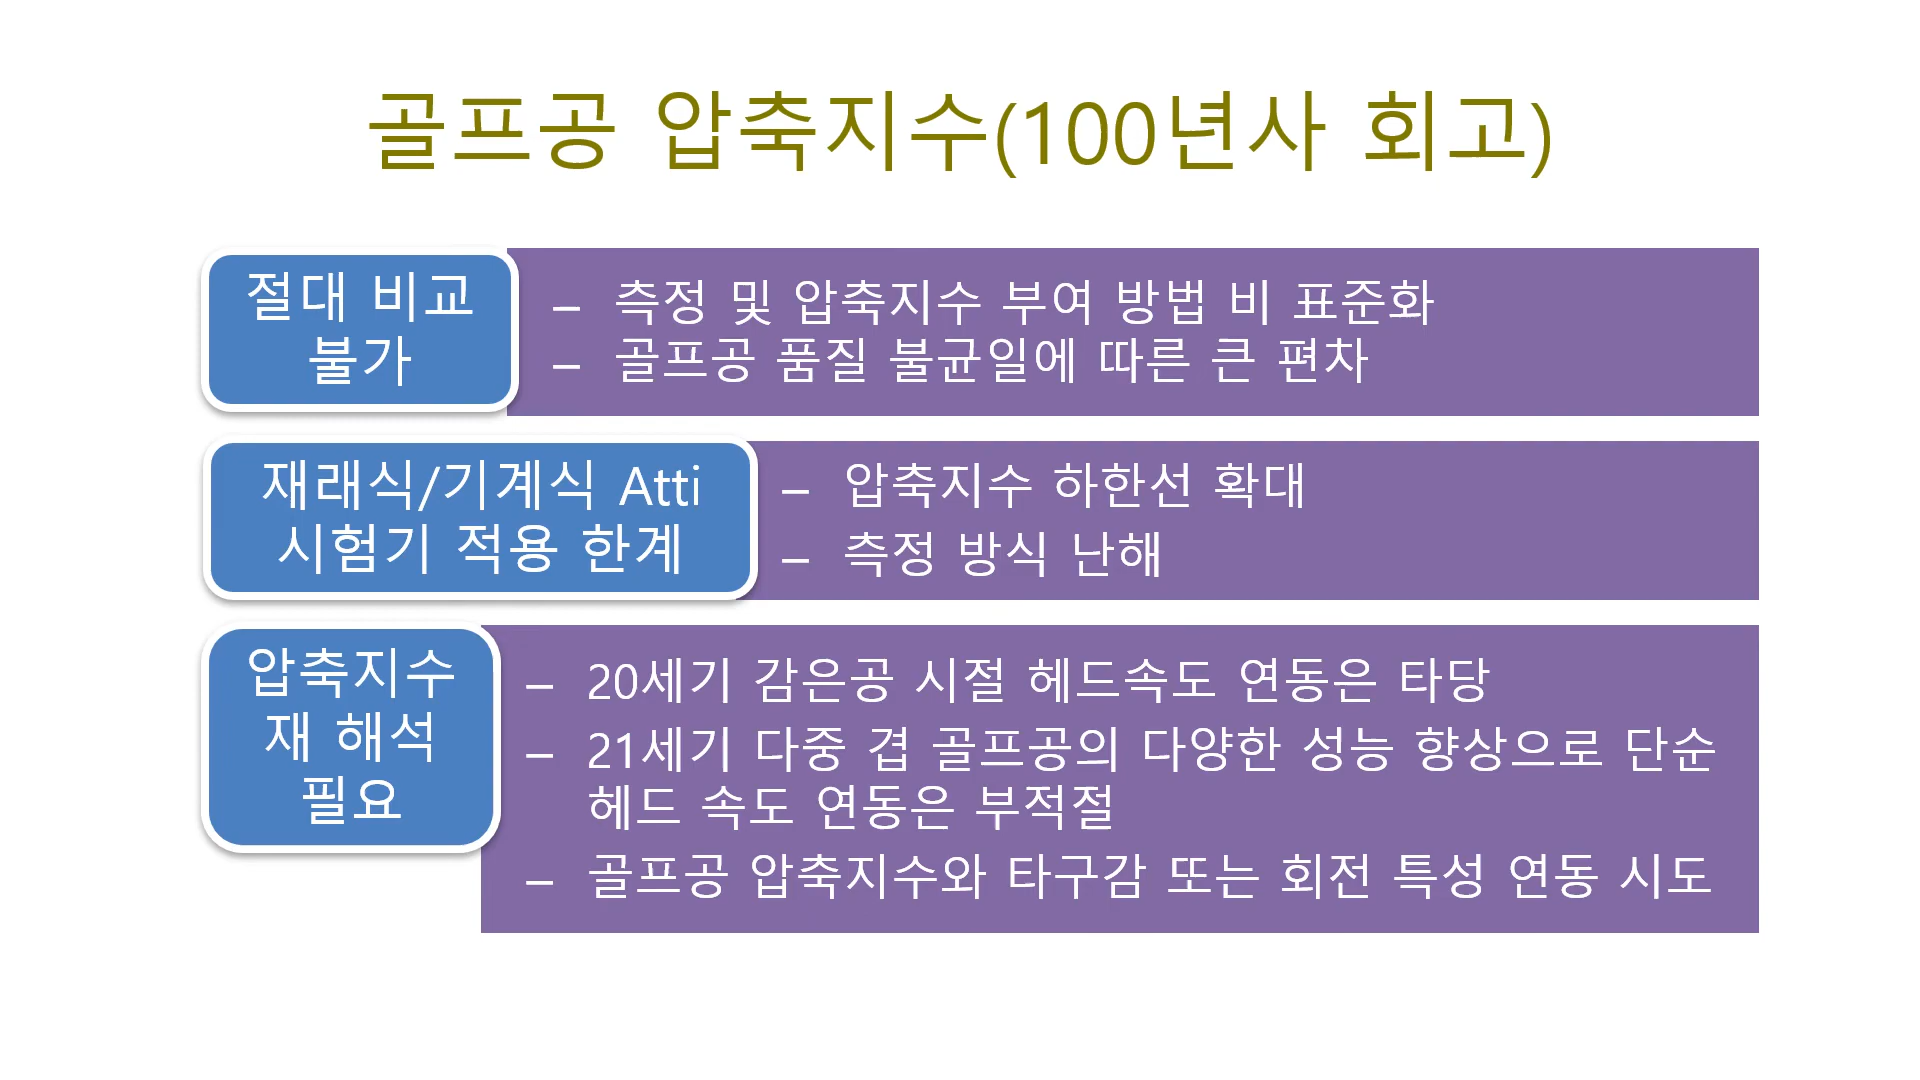 골프공 압축지수(100년사 회고)
절대 비교
불가
– 측정 및 압축지수 부여 방법 비 표준화
– 골프공 품질 불균일에 따른 큰 편차
재래식/기계식 Atti
시험기 적용 한계
– 압축지수 하한선 확대
– 측정 방식 난해
압축지수
재 해석
필요
– 20세기 감은공 시절 헤드속도 연동은 타당
– 21세기 다중 겹 골프공의 다양한 성능 향상으로 단순
헤드 속도 연동은 부적절
– 골프공 압축지수와 타구감 또는 회전 특성 연동 시도